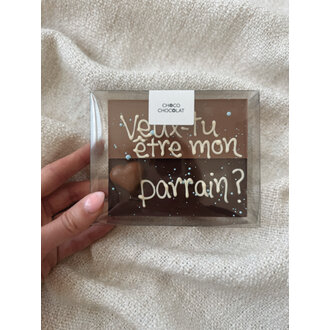 CHOCO
CHOCOLAT
Veux-tu
être mon
parrain?